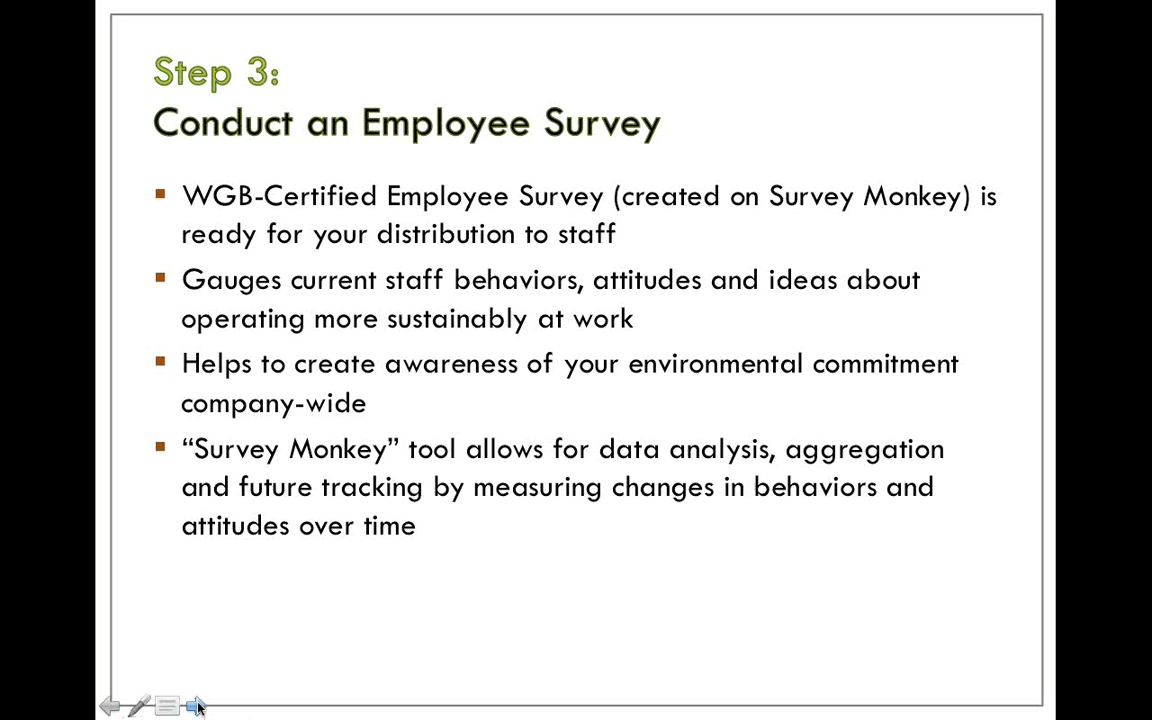 Step 3:
Conduct an Employee Survey
▪ WGB-Certified Employee Survey (created on Survey Monkey) is
ready for your distribution to staff
▪ Gauges current staff behaviors, attitudes and ideas about
operating more sustainably at work
▪ Helps to create awareness of your environmental commitment
company-wide
▪ “Survey Monkey” tool allows for data analysis, aggregation
and future tracking by measuring changes in behaviors and
attitudes over time